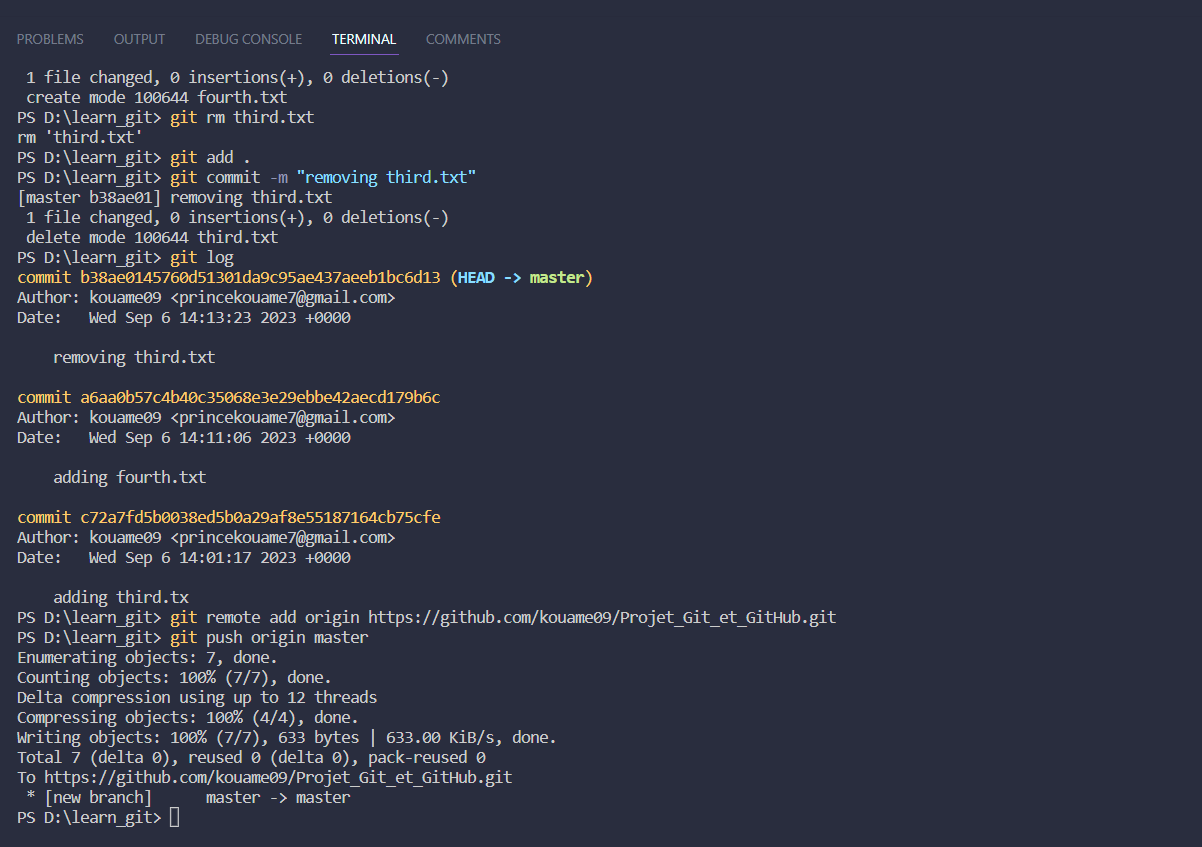 PROBLEMS OUTPUT DEBUG CONSOLE TERMINAL COMMENTS
1 file changed, 0 insertions(+), 0 deletions(-)
create mode 100644 fourth.txt
PS D:\learn_git> git rm third.txt
rm 'third.txt'
PS D:\learn_git> git add .
PS D:\learn_git> git commit -m "removing third.txt"
[master b38ae01] removing third.txt
1 file changed, 0 insertions(+), 0 deletions(-)
delete mode 100644 third.txt
PS D:\learn_git> git log
commit b38ae0145760d51301da9c95ae437aeeb1bc6d13 (HEAD -> master)
Author: kouame09 <princekouame7@gmail.com>
Date:   Wed Sep 6 14:13:23 2023 +0000
removing third.txt
commit a6aa0b57c4b40c35068e3e29ebbe42aecd179b6c
Author: kouame09 <princekouame7@gmail.com>
Date:   Wed Sep 6 14:11:06 2023 +0000
adding fourth.txt
commit c72a7fd5b0038ed5b0a29af8e55187164cb75cfe
Author: kouame09 <princekouame7@gmail.com>
Date:   Wed Sep 6 14:01:17 2023 +0000
adding third.tx
PS D:\learn_git> git remote add origin https://github.com/kouame09/Projet_Git_et_GitHub.git
PS D:\learn_git> git push origin master
Enumerating objects: 7, done.
Counting objects: 100% (7/7), done.
Delta compression using up to 12 threads
Compressing objects: 100% (4/4), done.
Writing objects: 100% (7/7), 633 bytes | 633.00 KiB/s, done.
Total 7 (delta 0), reused 0 (delta 0), pack-reused 0
To https://github.com/kouame09/Projet_Git_et_GitHub.git
* [new branch]      master -> master
PS D:\learn_git>